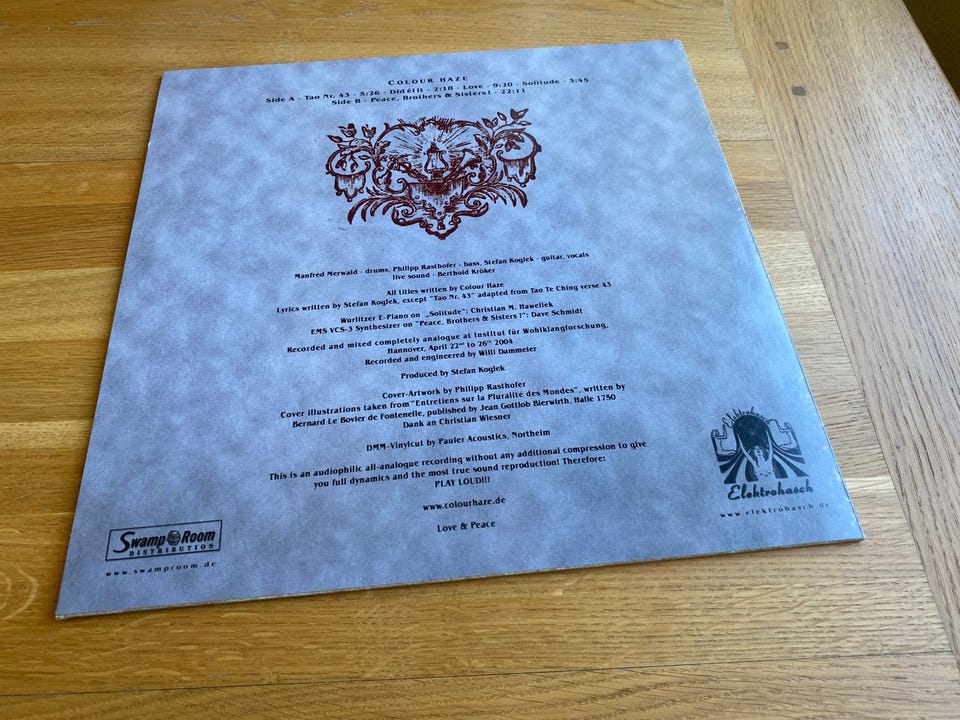 COLOUR HAZE
Side A - Tao Nr. 43 - 5:26 - Did él it - 2:18 - Love - 9:20 - Solitude - 3:45
Side B - Peace, Brothers & Sisters! - 22:11
Manfred Merwald - drums, Philipp Rasthofer - bass, Stefan Koglek - guitar, vocals
live sound - Berthold Kröker
All titles written by Colour Haze
Lyrics written by Stefan Koglek, except "Tao Nr. 43" adapted from Tao Te Ching verse 43
Wurlitzer E-Piano on „Solitude": Christian M. Hawellek
EMS VCS-3 Synthesizer on "Peace, Brothers & Sisters !": Dave Schmidt
Recorded and mixed completely analogue at Institut für Wohlklangforschung,
Hannover, April 22nd to 26th 2004
Recorded and engineered by Willi Dammeier
Produced by Stefan Koglek
Cover-Artwork by Philipp Rasthofer
Cover illustrations taken from "Entretiens sur la Pluralité des Mondes", written by
Bernard Le Bovier de Fontenelle, published by Jean Gottlob Bierwirth, Halle 1750
Dank an Christian Wiesner
DMM-Vinylcut by Pauler Acoustics, Northeim
This is an audiophilic all-analogue recording without any additional compression to give
you full dynamics and the most true sound reproduction! Therefore:
PLAY LOUD!!!
www.colourhaze.de
Love & Peace
Swamp Room
DISTRIBUTION
www.swamproom.de
Elektrohasch
Elektrohasch
www.elektrohasch.de